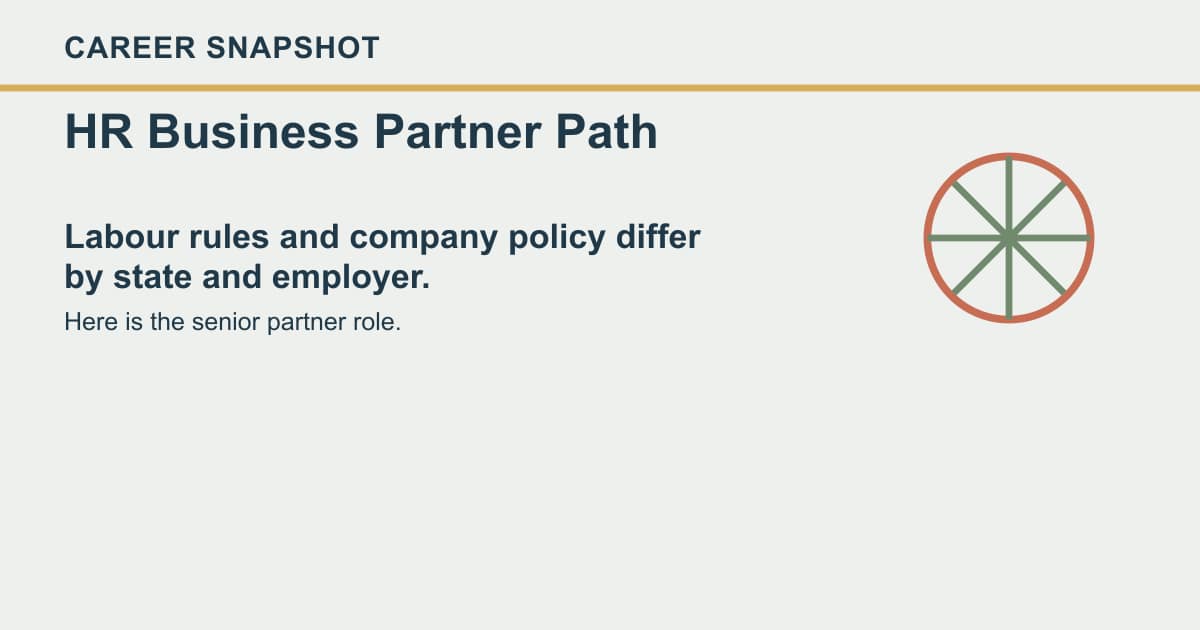 CAREER SNAPSHOT
HR Business Partner Path
Labour rules and company policy differ
by state and employer.
Here is the senior partner role.